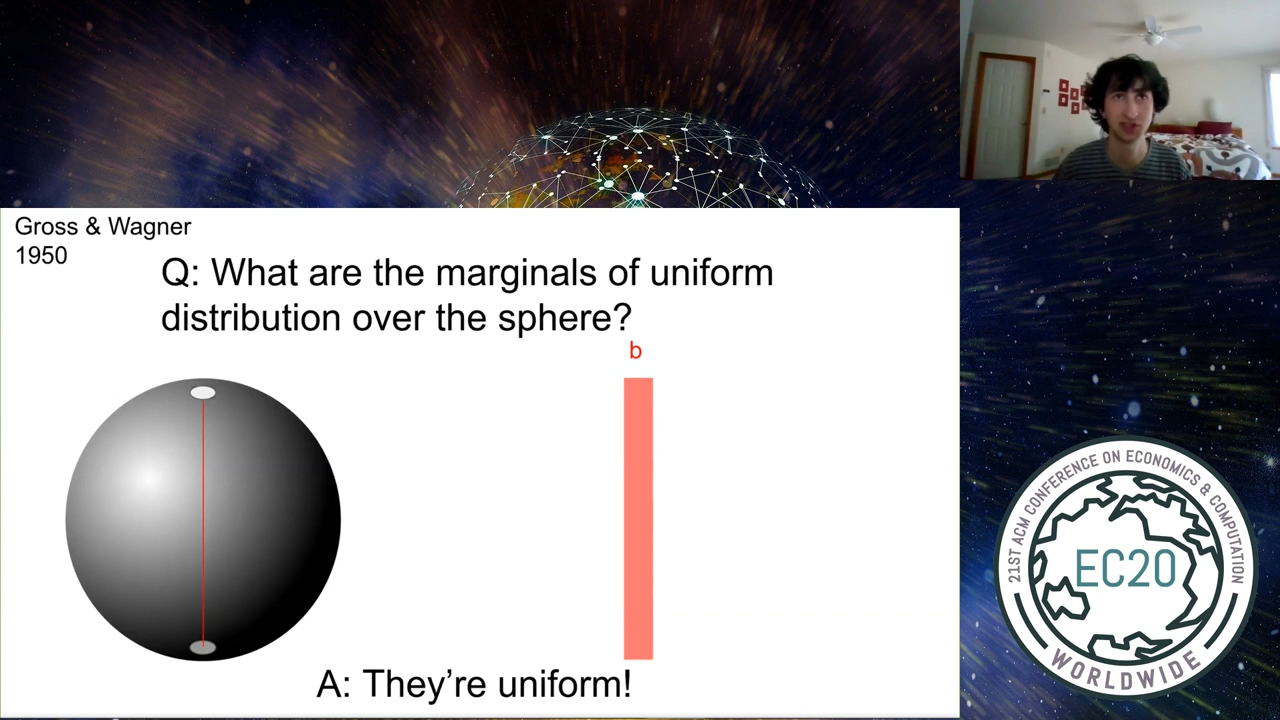 Gross & Wagner
1950
Q: What are the marginals of uniform
distribution over the sphere?
b
A: They're uniform!
21ST ACM CONFERENCE ON ECONOMICS & COMPUTATION
EC20
WORLDWIDE